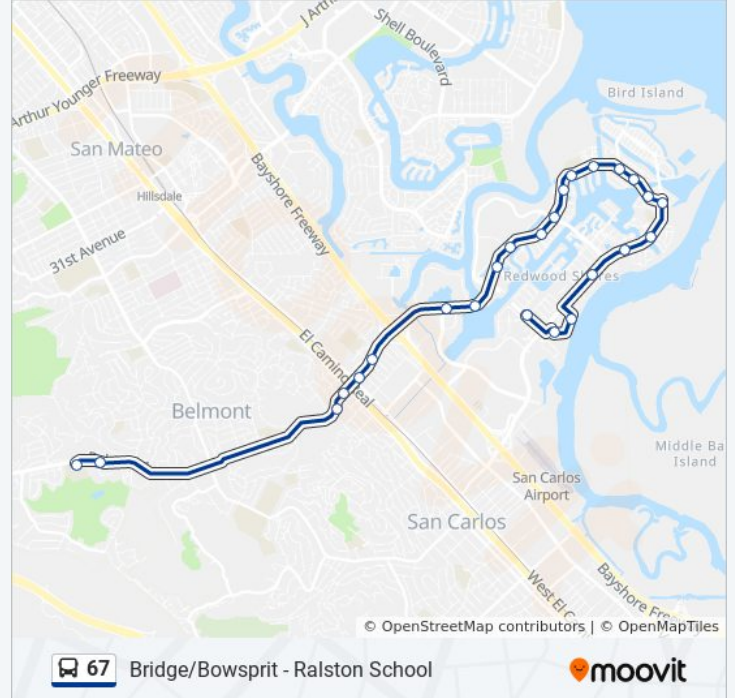 J Arth
Shell Boulevard
Arthur Younger Freeway
Bird Island
San Mateo
Hillsdale
Bayshore Freeway
31st Avenue
Redwood Shores
El Camino Real
Belmont
Middle Ba
Island
San Carlos
Airport
San Carlos
Bayshore Fre
West El C
© OpenStreetMap contributors | © OpenMapTiles
67 Bridge/Bowsprit - Ralston School
moovit